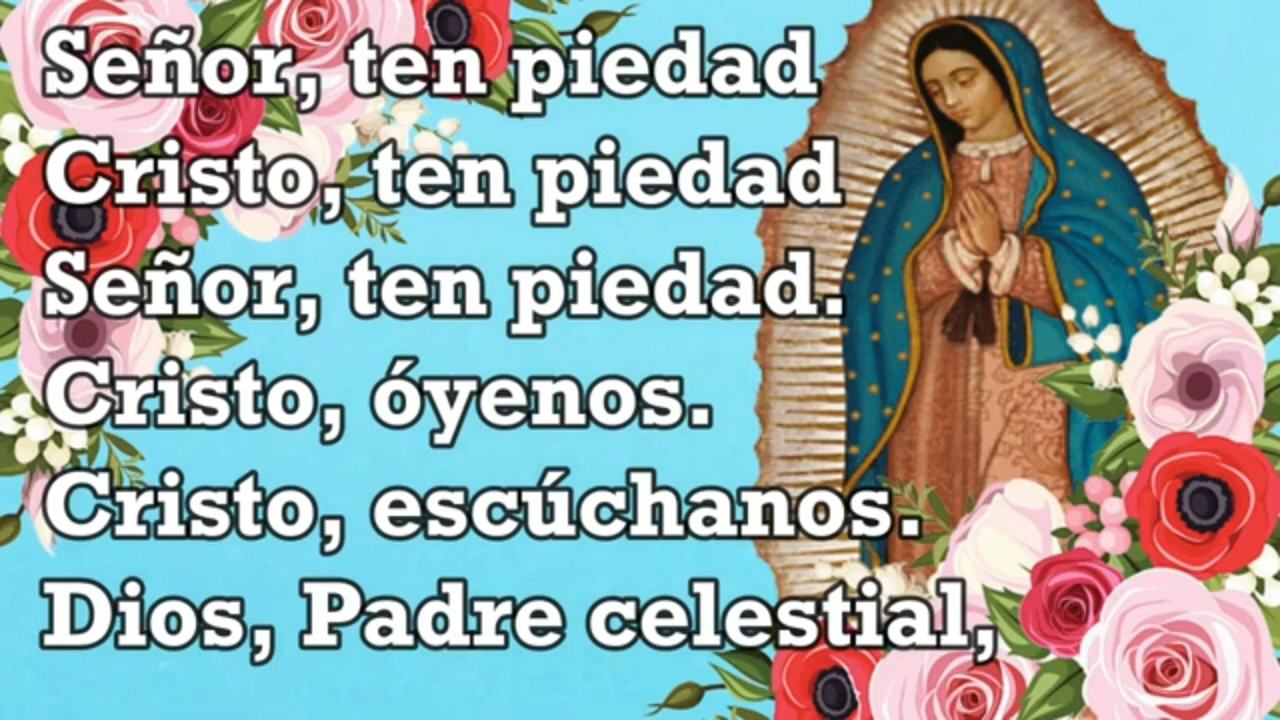 Señor, ten piedad
Cristo, ten piedad
Señor, ten piedad.
Cristo, óyenos.
Cristo, escúchanos.
Dios, Padre celestial,